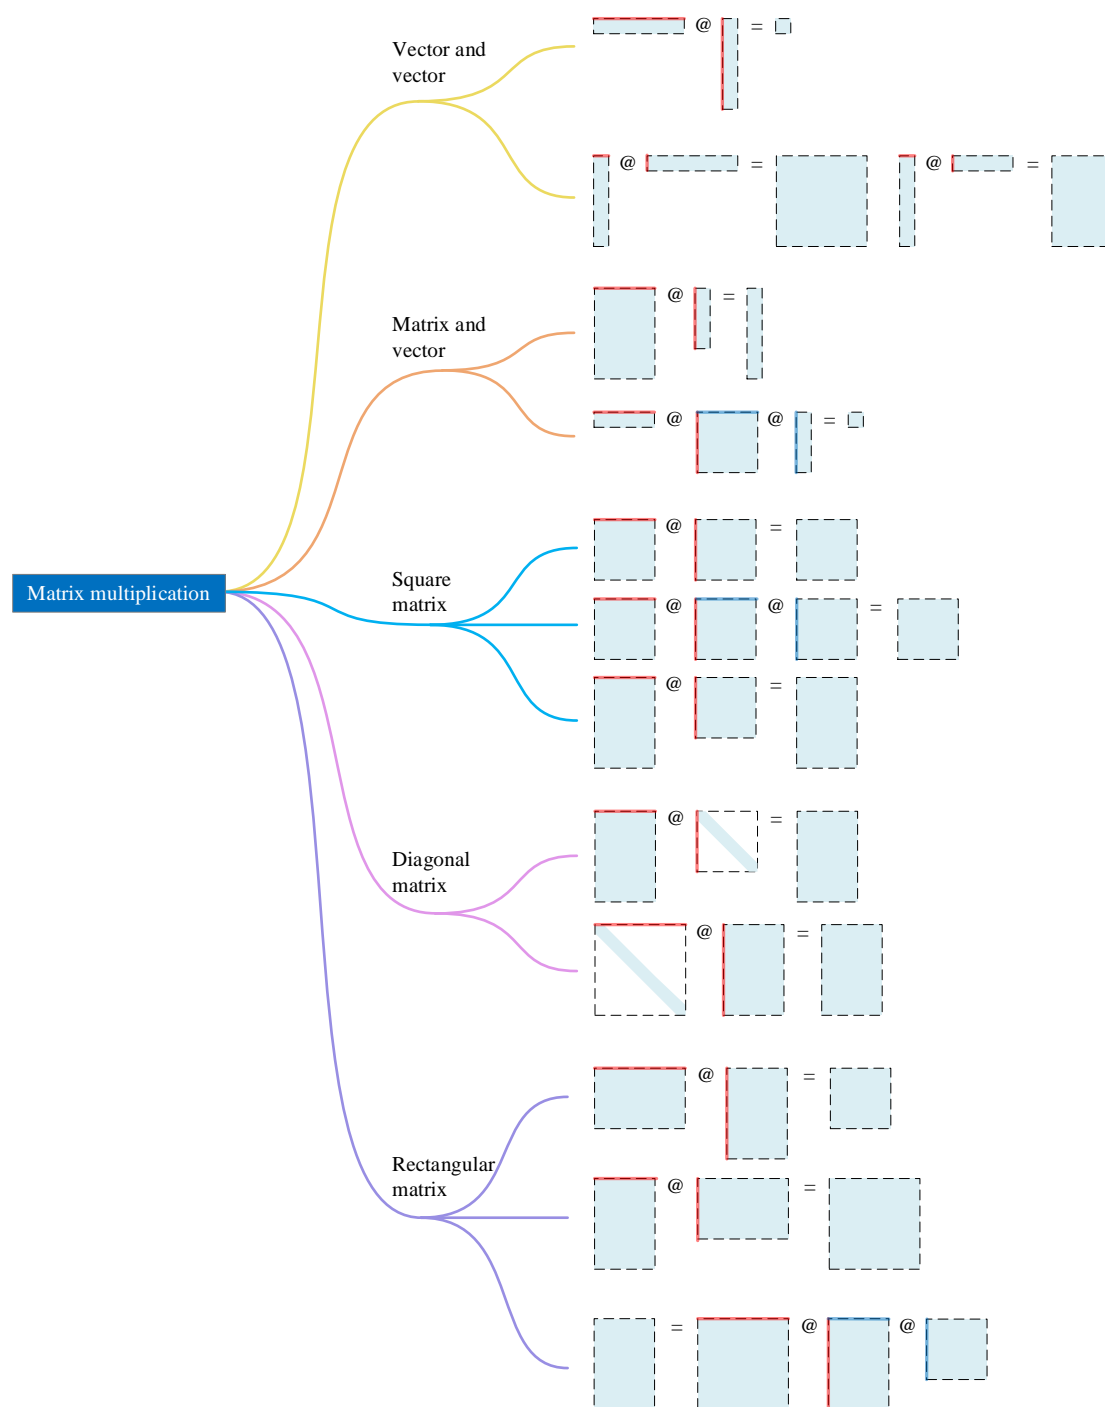 @ =
Vector and
vector
@ = @ =
@ =
Matrix and
vector
@ @ =
@ =
Matrix multiplication
Square
matrix
@ @ =
@ =
@ =
Diagonal
matrix
@ =
@ =
Rectangular
matrix
@ =
= @ @